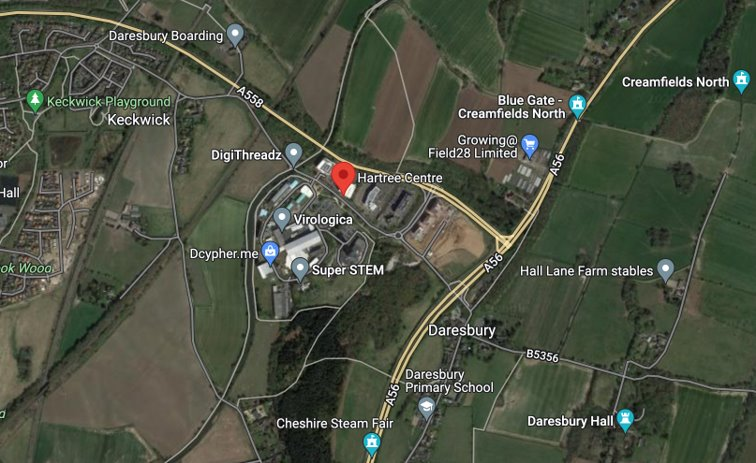 Daresbury Boarding
A558
Keckwick Playground
Keckwick
Creamfields North
Blue Gate -
Creamfields North
Growing@
Field28 Limited
A56
DigiThreadz
Hartree Centre
or
Hall
Virologica
Dcypher.me
Super STEM
A56
Hall Lane Farm stables
Daresbury
B5356
Daresbury
Primary School
A56
Cheshire Steam Fair
Daresbury Hall